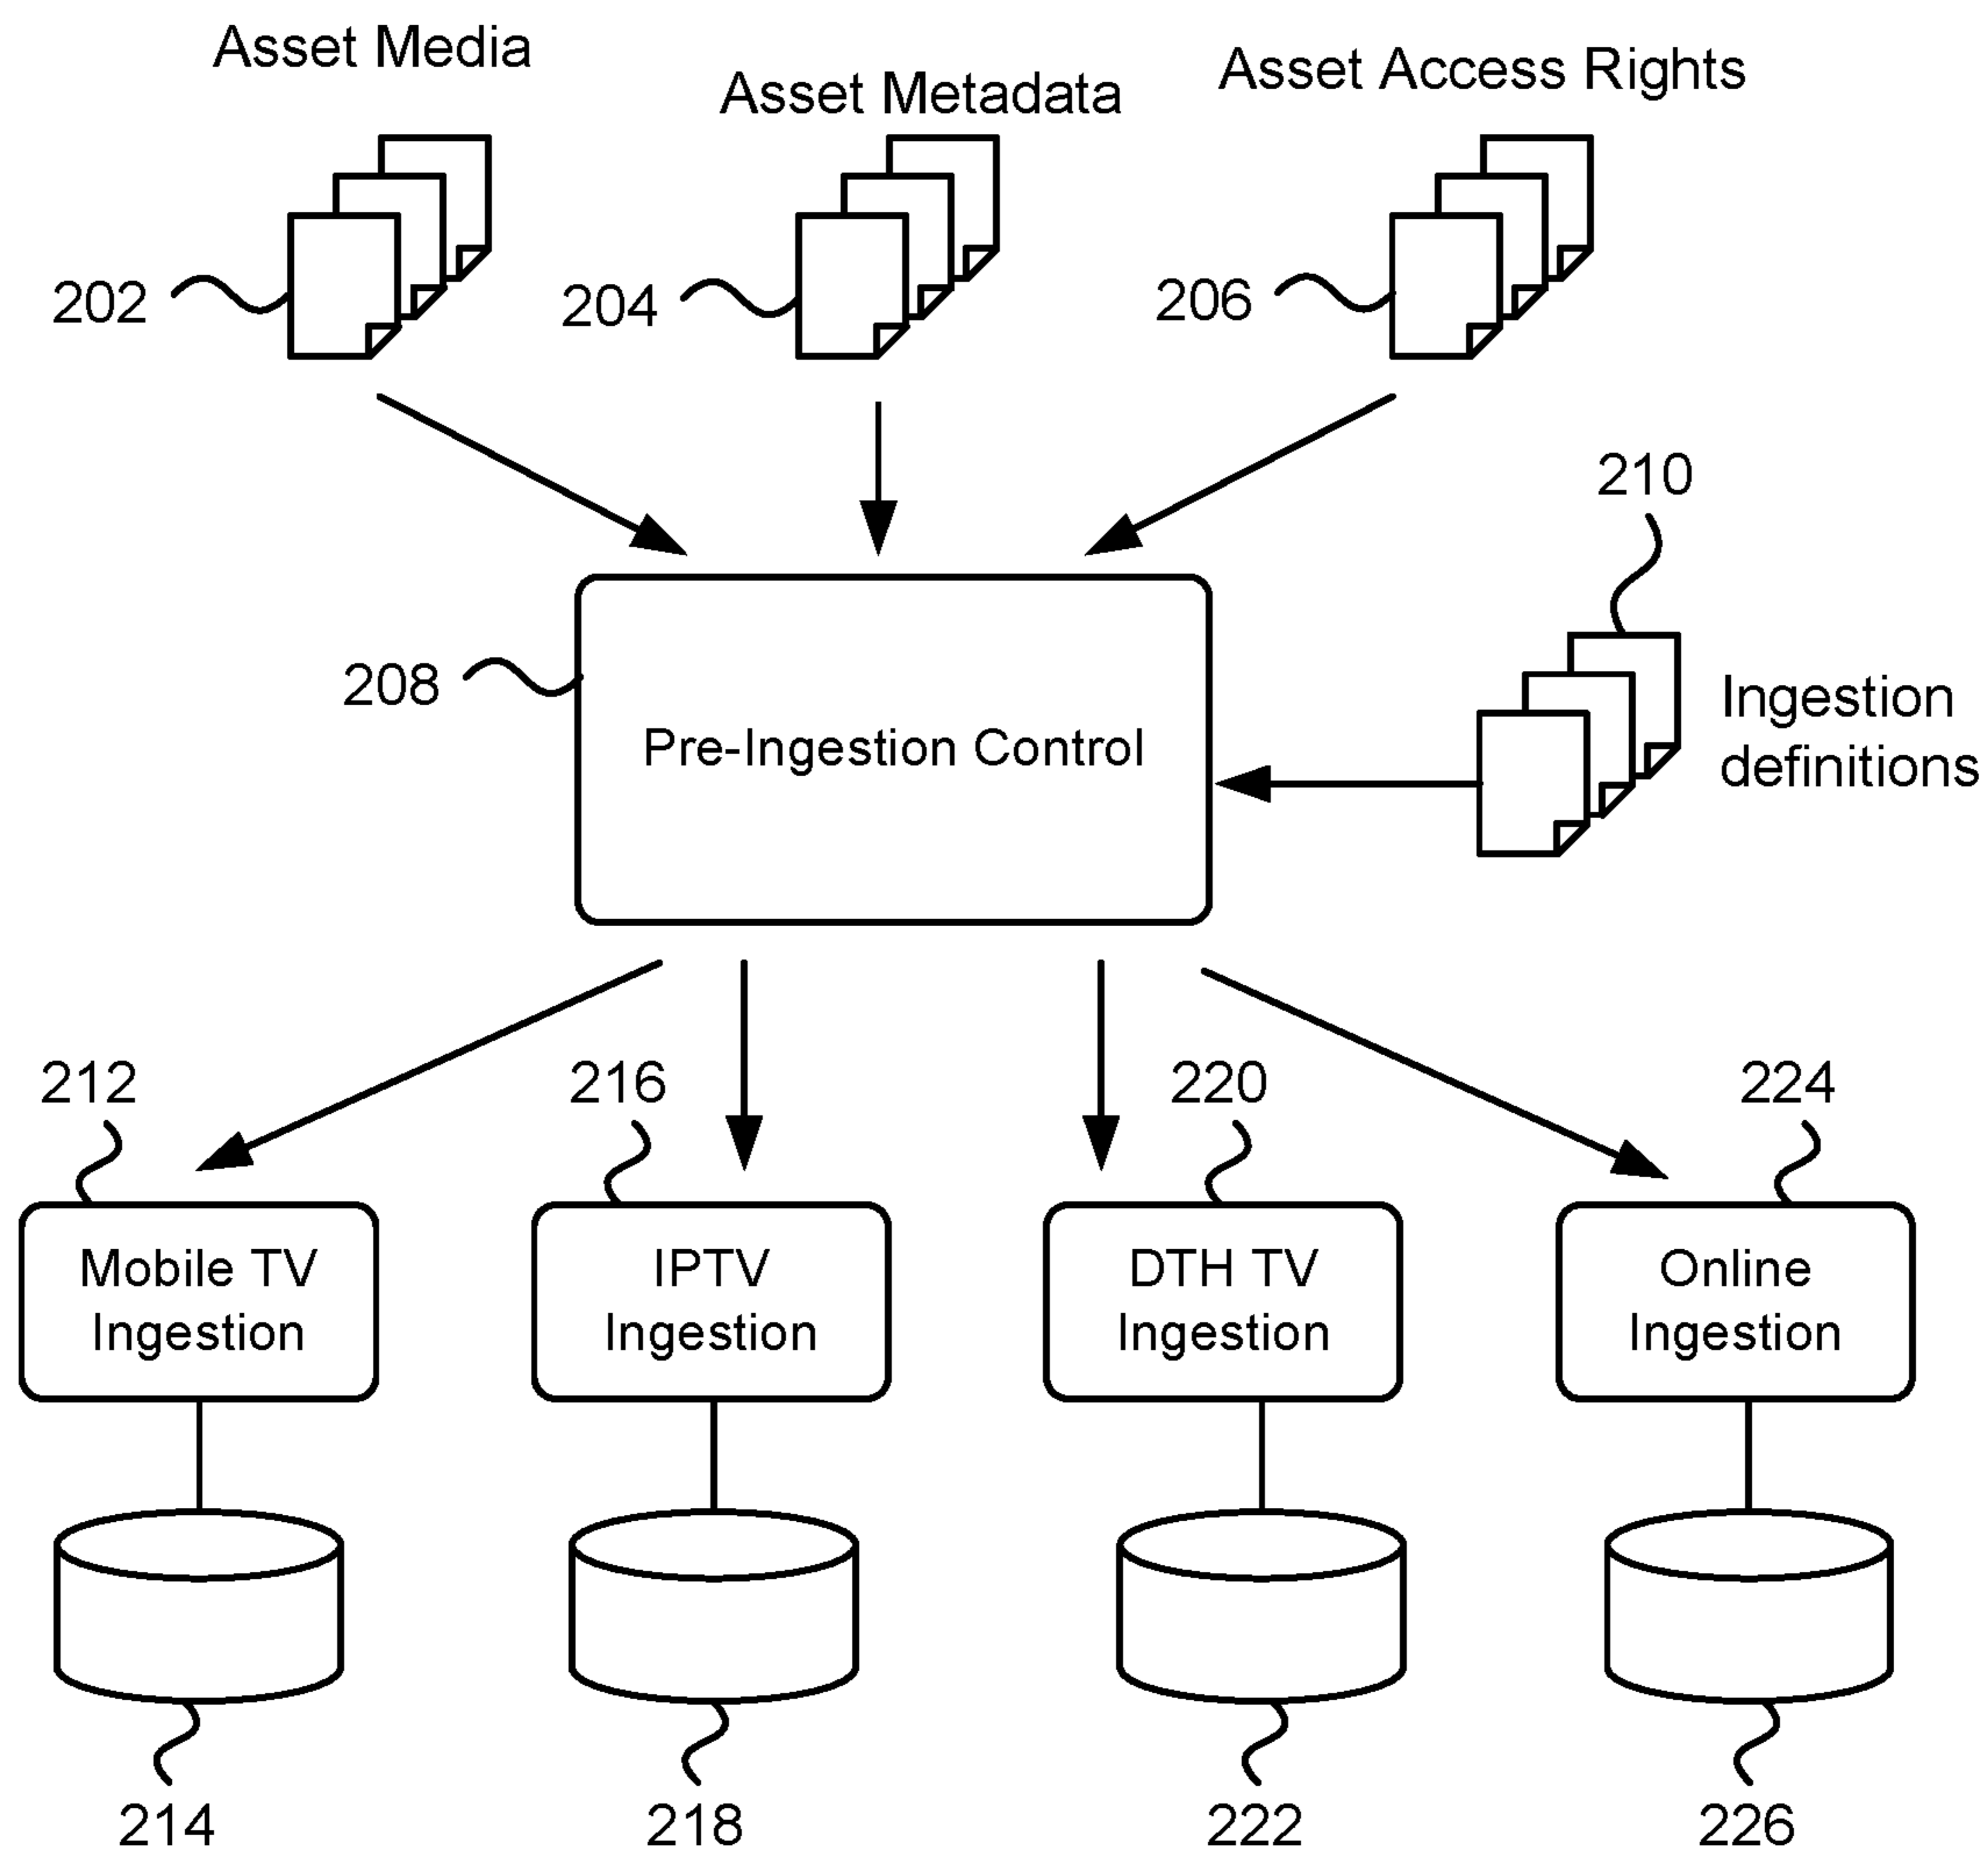 Asset Media
Asset Metadata
Asset Access Rights
202
204
206
210
208
Pre-Ingestion Control
Ingestion
definitions
212
216
220
224
Mobile TV
Ingestion
IPTV
Ingestion
DTH TV
Ingestion
Online
Ingestion
214
218
222
226